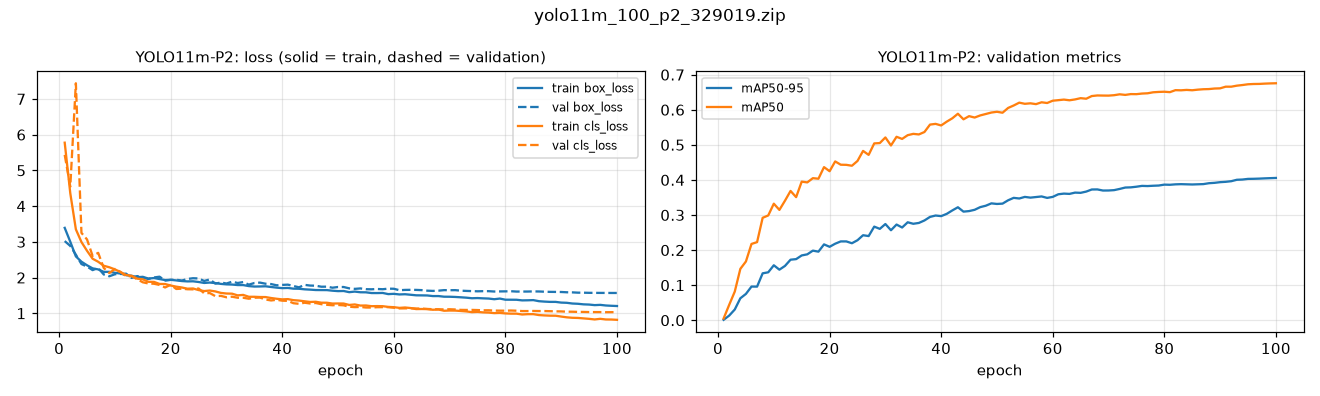 yolo11m_100_p2_329019.zip
YOLO11m-P2: loss (solid = train, dashed = validation)
7
6
5
4
3
2
1
0
20
40
60
80
100
epoch
train box_loss
val box_loss
train cls_loss
val cls_loss
YOLO11m-P2: validation metrics
0.7
0.6
0.5
0.4
0.3
0.2
0.1
0.0
0
20
40
60
80
100
epoch
mAP50-95
mAP50